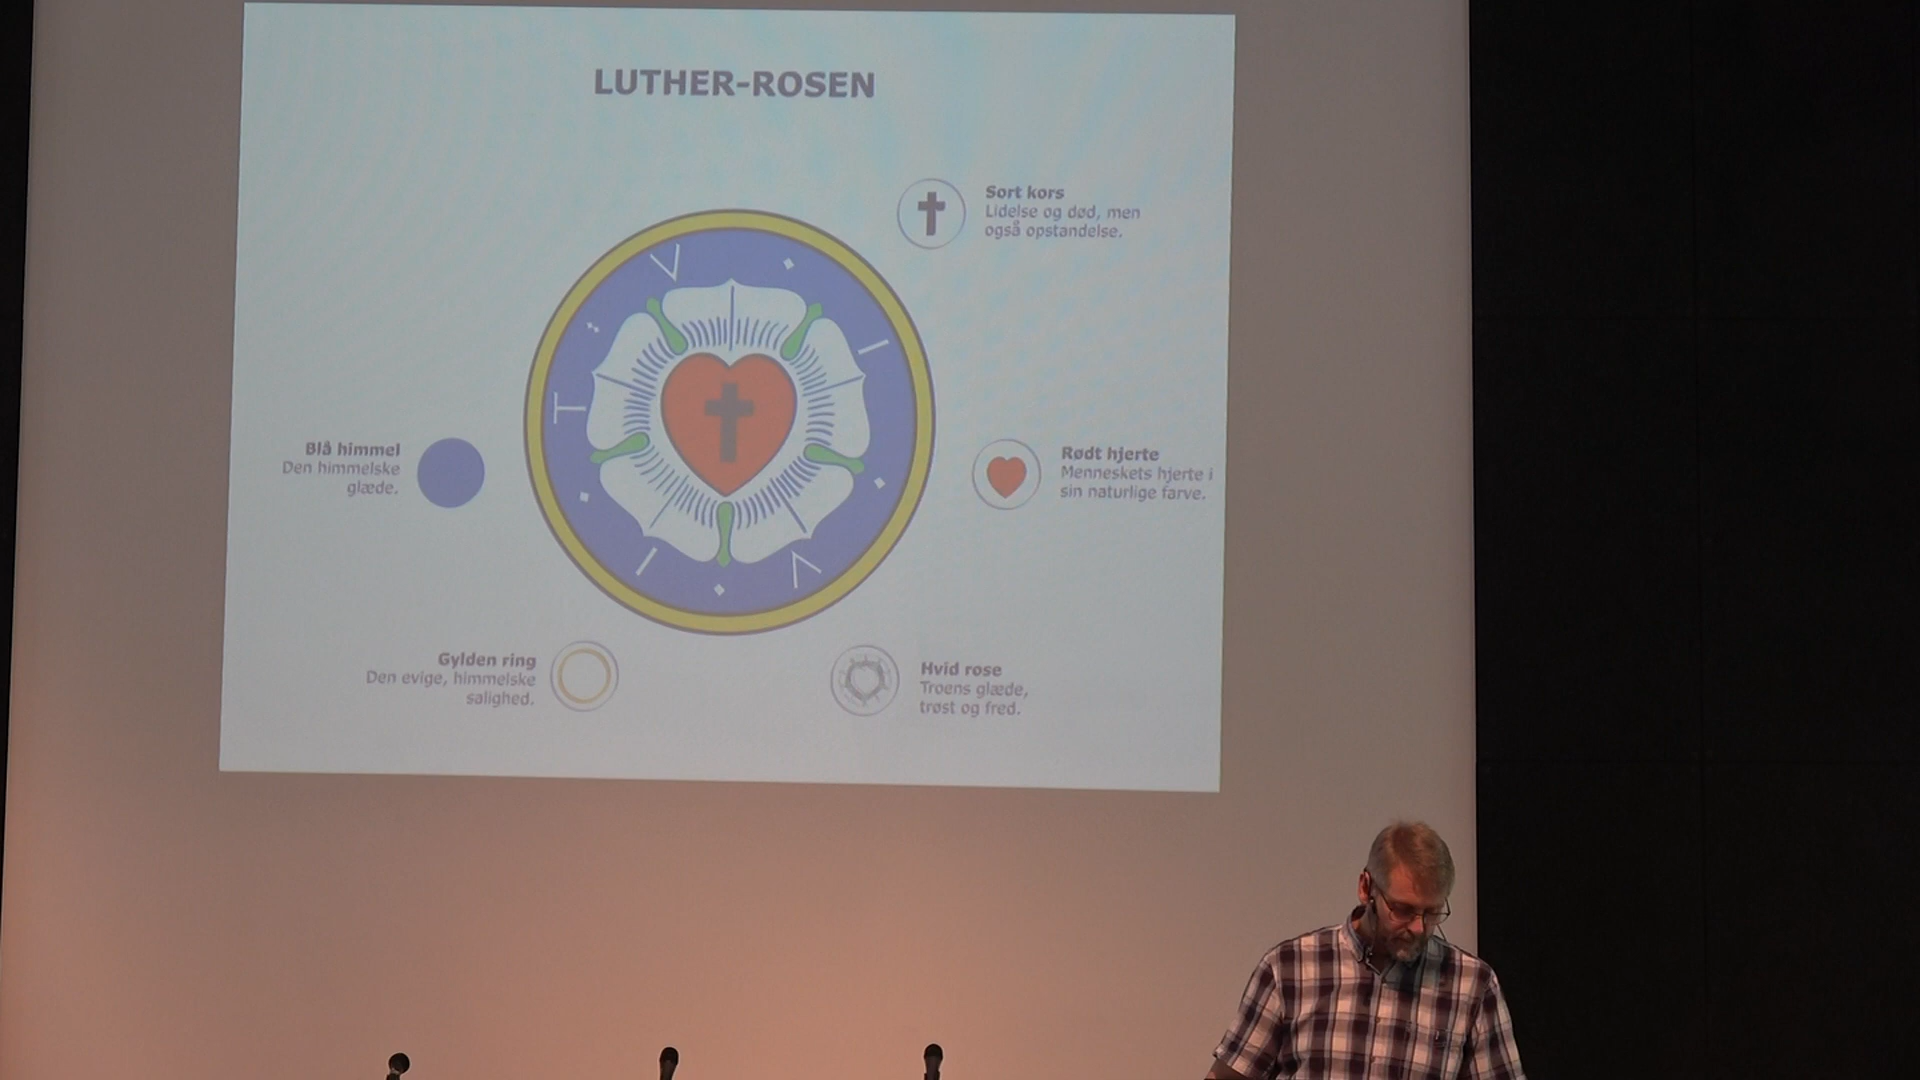 LUTHER-ROSEN
Sort kors
Lidelse og død, men
også opstandelse.
V I V I T
Blå himmel
Den himmelske
glæde.
Rødt hjerte
Menneskets hjerte i
sin naturlige farve.
Gylden ring
Den evige, himmelske
salighed.
Hvid rose
Troens glæde,
trøst og fred.